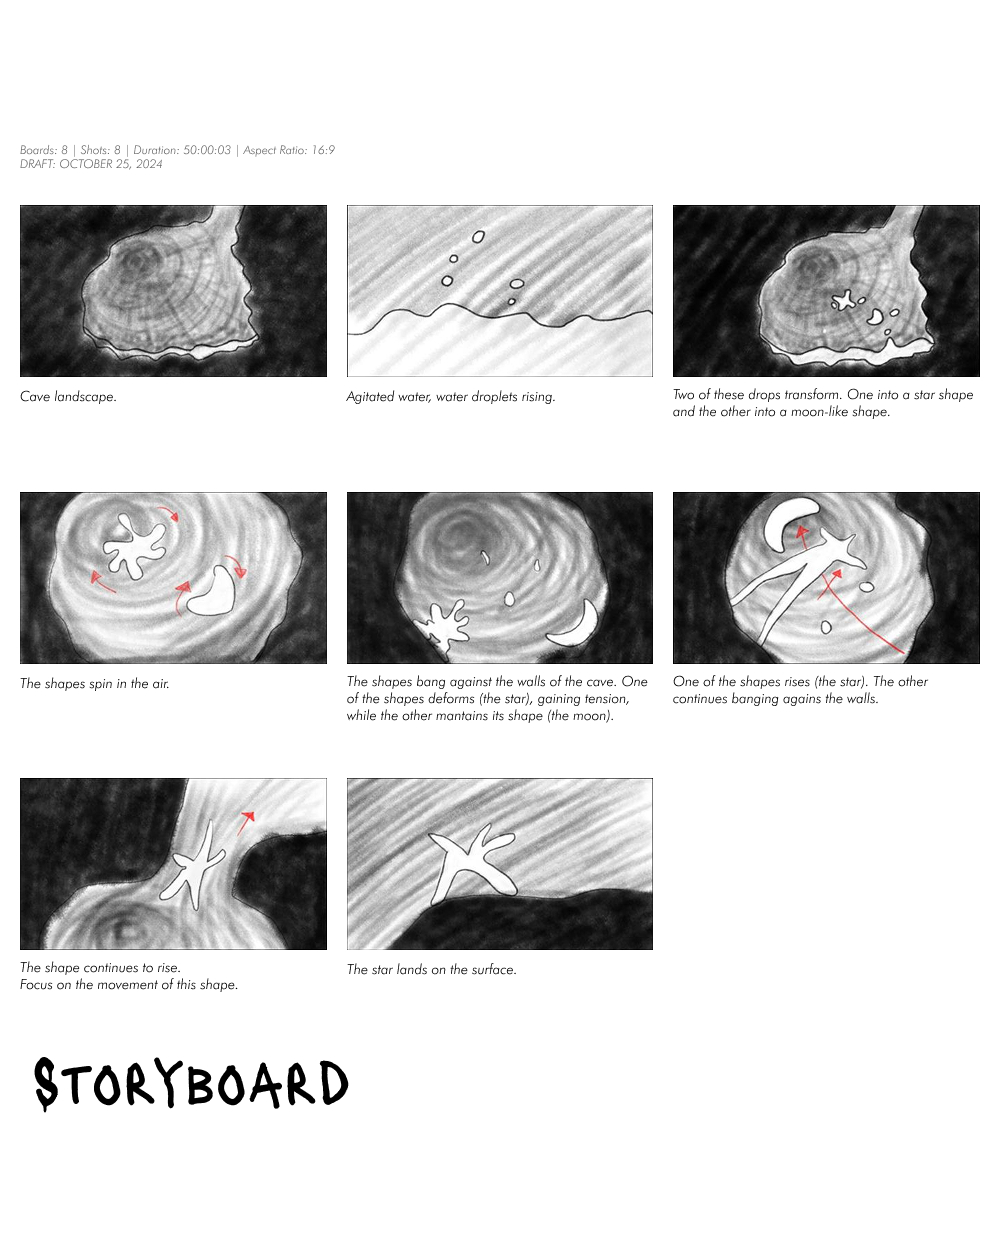 Boards: 8 | Shots: 8 | Duration: 50:00:03 | Aspect Ratio: 16:9
DRAFT: OCTOBER 25, 2024
Cave landscape.
Agitated water, water droplets rising.
Two of these drops transform. One into a star shape
and the other into a moon-like shape.
The shapes spin in the air.
The shapes bang against the walls of the cave. One
of the shapes deforms (the star), gaining tension,
while the other mantains its shape (the moon).
One of the shapes rises (the star). The other
continues banging agains the walls.
The shape continues to rise.
Focus on the movement of this shape.
The star lands on the surface.
STORYBOARD